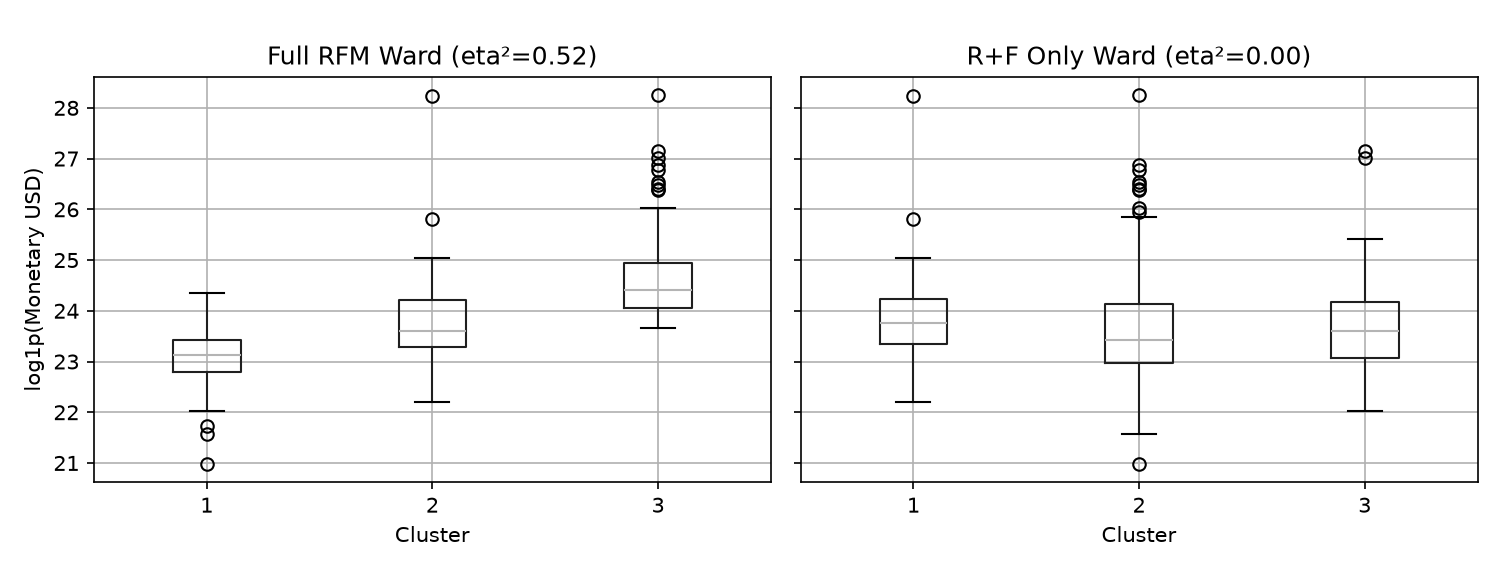 Full RFM Ward (eta²=0.52)
R+F Only Ward (eta²=0.00)
log1p(Monetary USD)
28
27
26
25
24
23
22
21
1
2
3
1
2
3
Cluster
Cluster